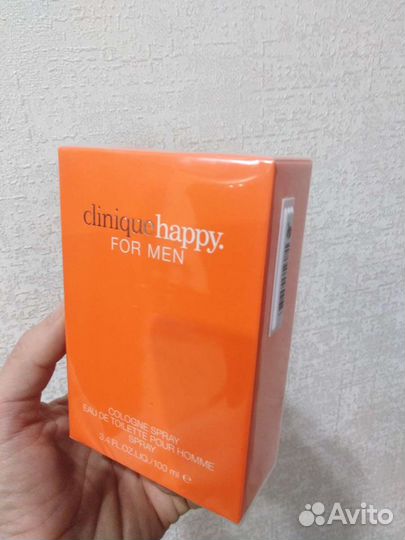 clinique happy.
FOR MEN
COLOGNE SPRAY
EAU DE TOILETTE POUR HOMME
SPRAY
3.4 FL.OZ.LIQ./100 ml e
Avito